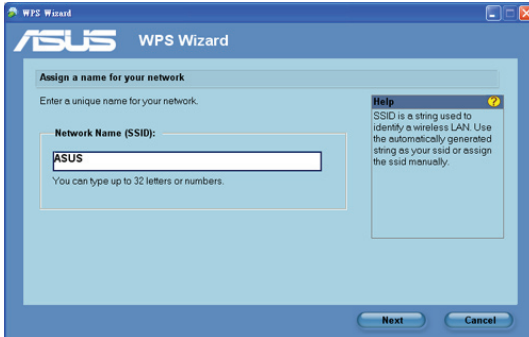 WPS Wizard
ASUS WPS Wizard
Assign a name for your network
Enter a unique name for your network.
Network Name (SSID):
ASUS
You can type up to 32 letters or numbers.
Help ?
SSID is a string used to
identify a wireless LAN. Use
the automatically generated
string as your ssid or assign
the ssid manually.
Next Cancel